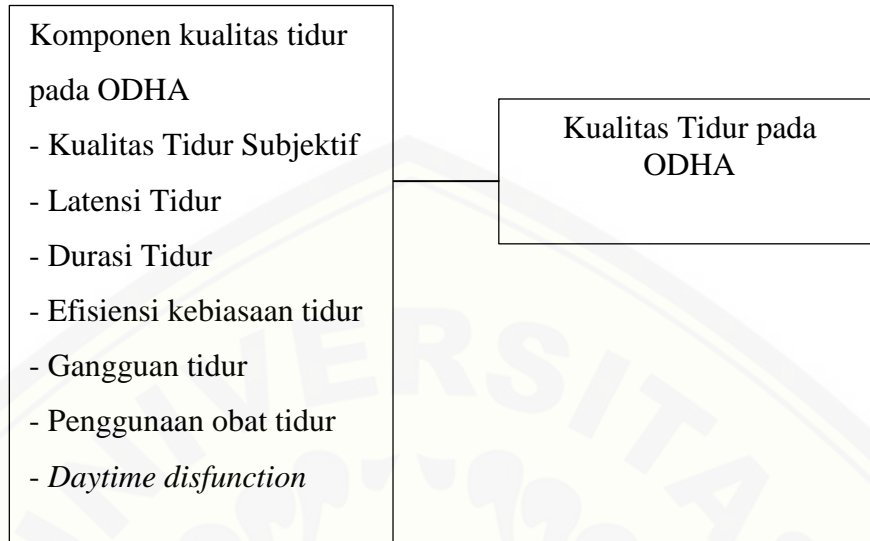 Komponen kualitas tidur
pada ODHA
- Kualitas Tidur Subjektif
- Latensi Tidur
- Durasi Tidur
- Efisiensi kebiasaan tidur
- Gangguan tidur
- Penggunaan obat tidur
- Daytime disfunction
Kualitas Tidur pada
ODHA
UNIVERSITAS